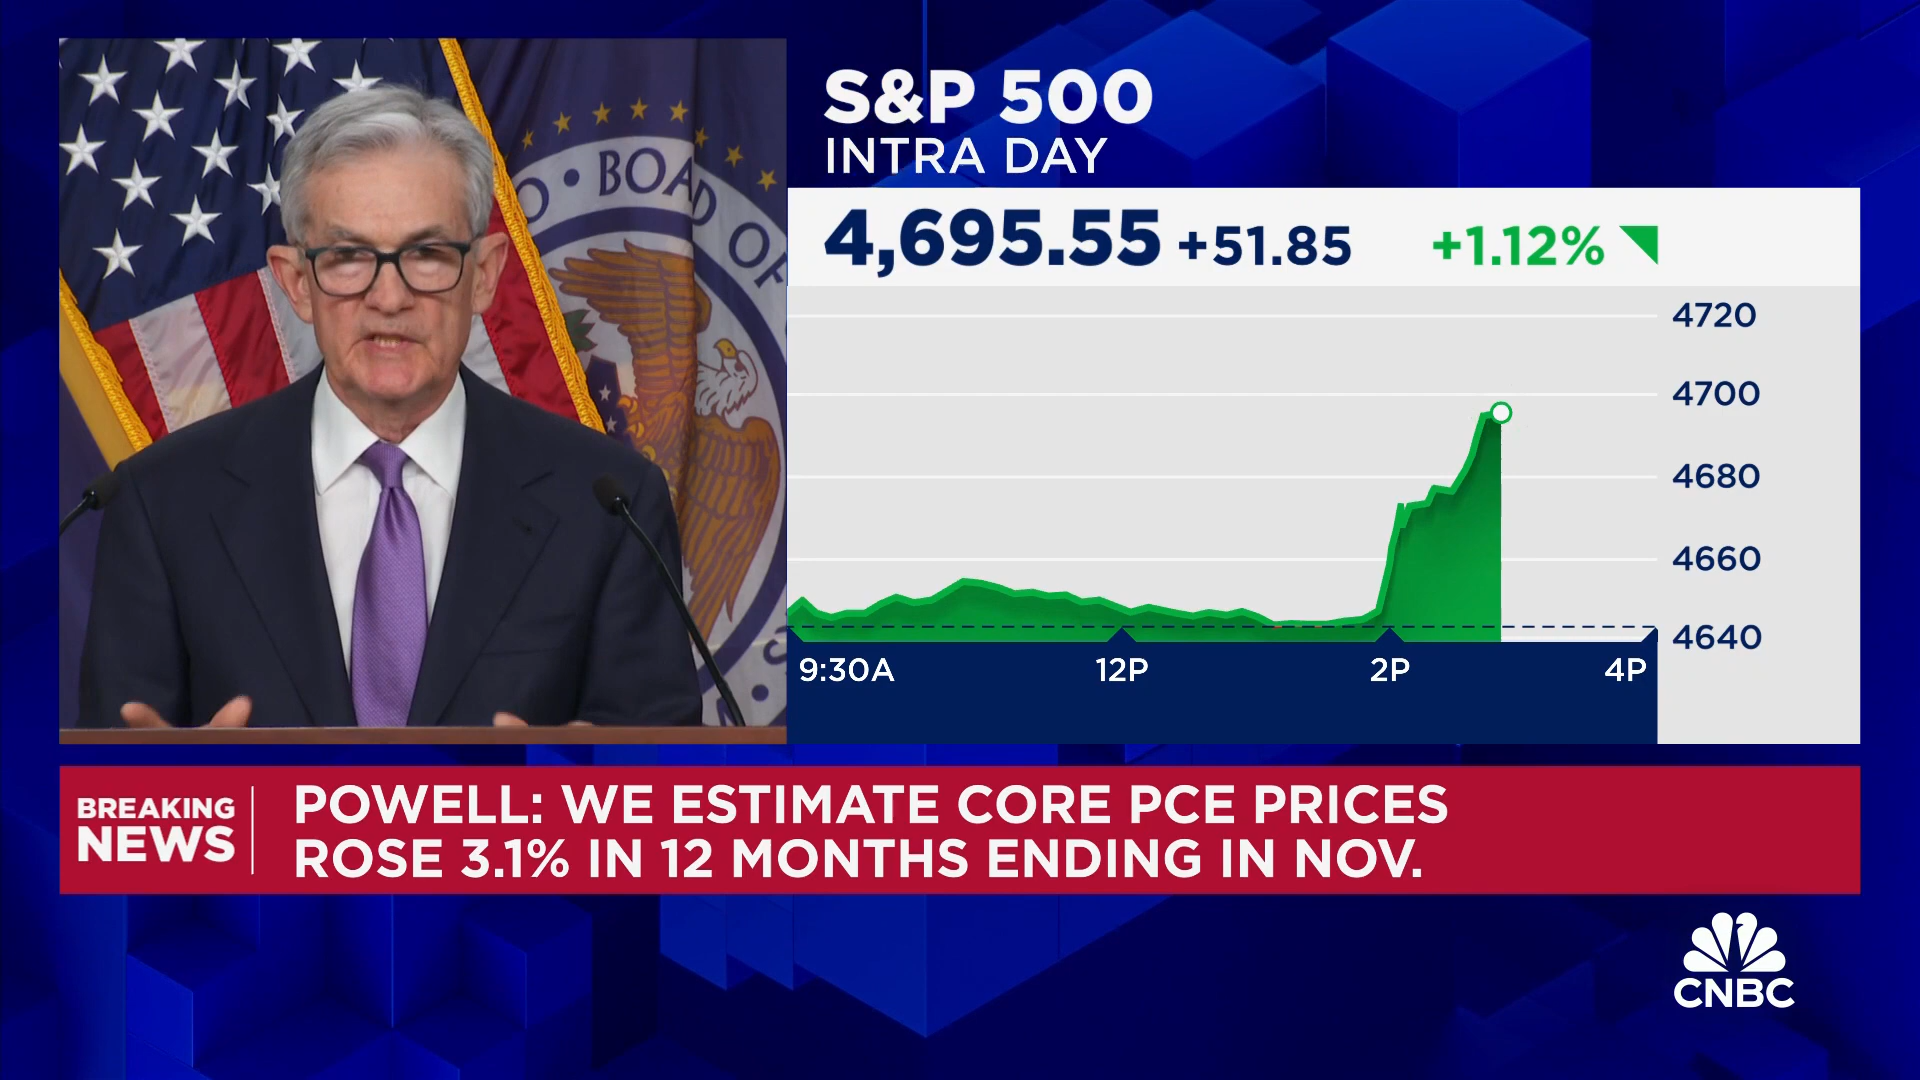 O • BOARD OF
S&P 500
INTRA DAY
4,695.55 +51.85 +1.12%
4720
4700
4680
4660
4640
9:30A 12P 2P 4P
BREAKING
NEWS
POWELL: WE ESTIMATE CORE PCE PRICES
ROSE 3.1% IN 12 MONTHS ENDING IN NOV.
CNBC